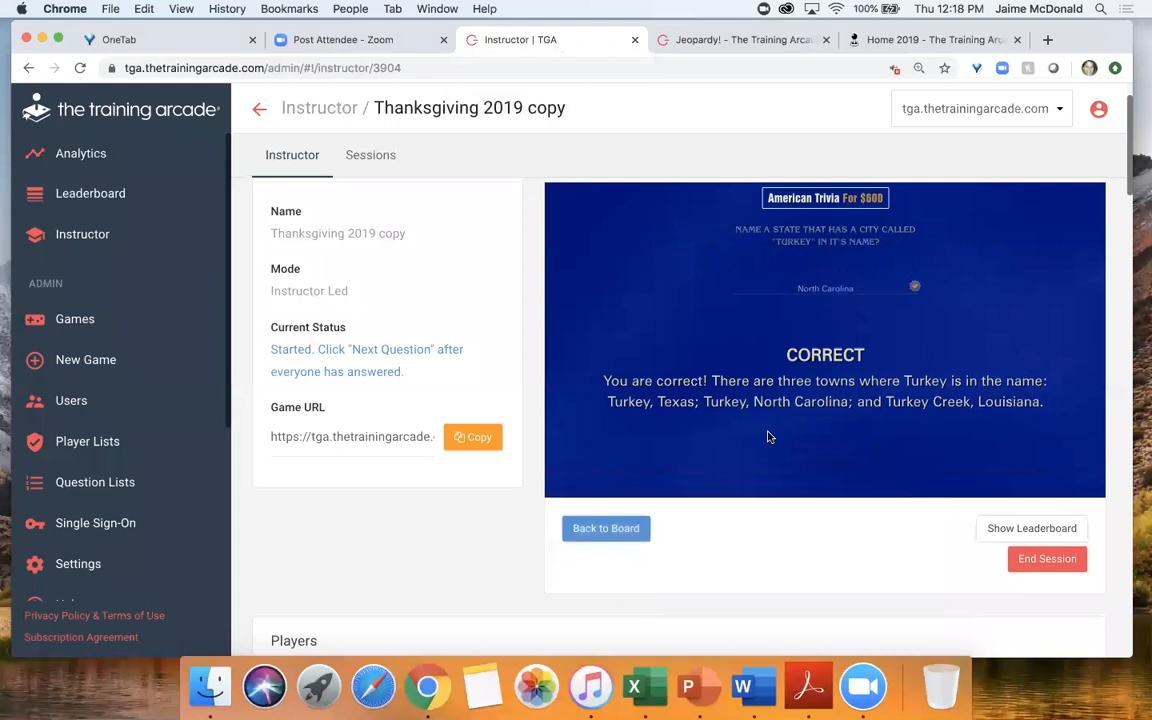 Chrome File Edit View History Bookmarks People Tab Window Help 100% Thu 12:18 PM Jaime McDonald
OneTab
Post Attendee - Zoom
Instructor | TGA
Jeopardy! - The Training Arca
Home 2019 - The Training Arc
tga.thetrainingarcade.com/admin/#!/instructor/3904
the training arcade
Instructor / Thanksgiving 2019 copy
tga.thetrainingarcade.com
Analytics
Leaderboard
Instructor
ADMIN
Games
New Game
Users
Player Lists
Question Lists
Single Sign-On
Settings
Privacy Policy & Terms of Use
Subscription Agreement
Instructor Sessions
Name
Thanksgiving 2019 copy
Mode
Instructor Led
Current Status
Started. Click "Next Question" after
everyone has answered.
Game URL
https://tga.thetrainingarcade.
Copy
American Trivia For $600
NAME A STATE THAT HAS A CITY CALLED
"TURKEY" IN IT'S NAME?
North Carolina
CORRECT
You are correct! There are three towns where Turkey is in the name:
Turkey, Texas; Turkey, North Carolina; and Turkey Creek, Louisiana.
Back to Board
Show Leaderboard
End Session
Players